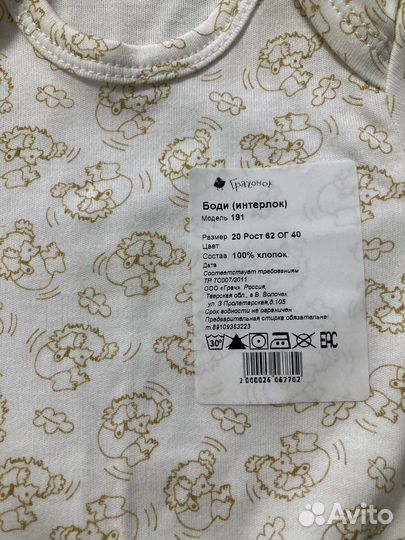 Грачонок
Боди (интерлок)
Модель 191
Размер 20 Рост 62 ОГ 40
Цвет
Состав 100% хлопок
Дата
Соответствует требованиям
ТР ТС007/2011
ООО «Грач». Россия,
Тверская обл., в В. Волочек,
ул. 3 Пролетарская,д.105
Срок годности не ограничен
Предварительная стирка обязательна
т.89109363223
30° EAC
2 000026 067702
Avito